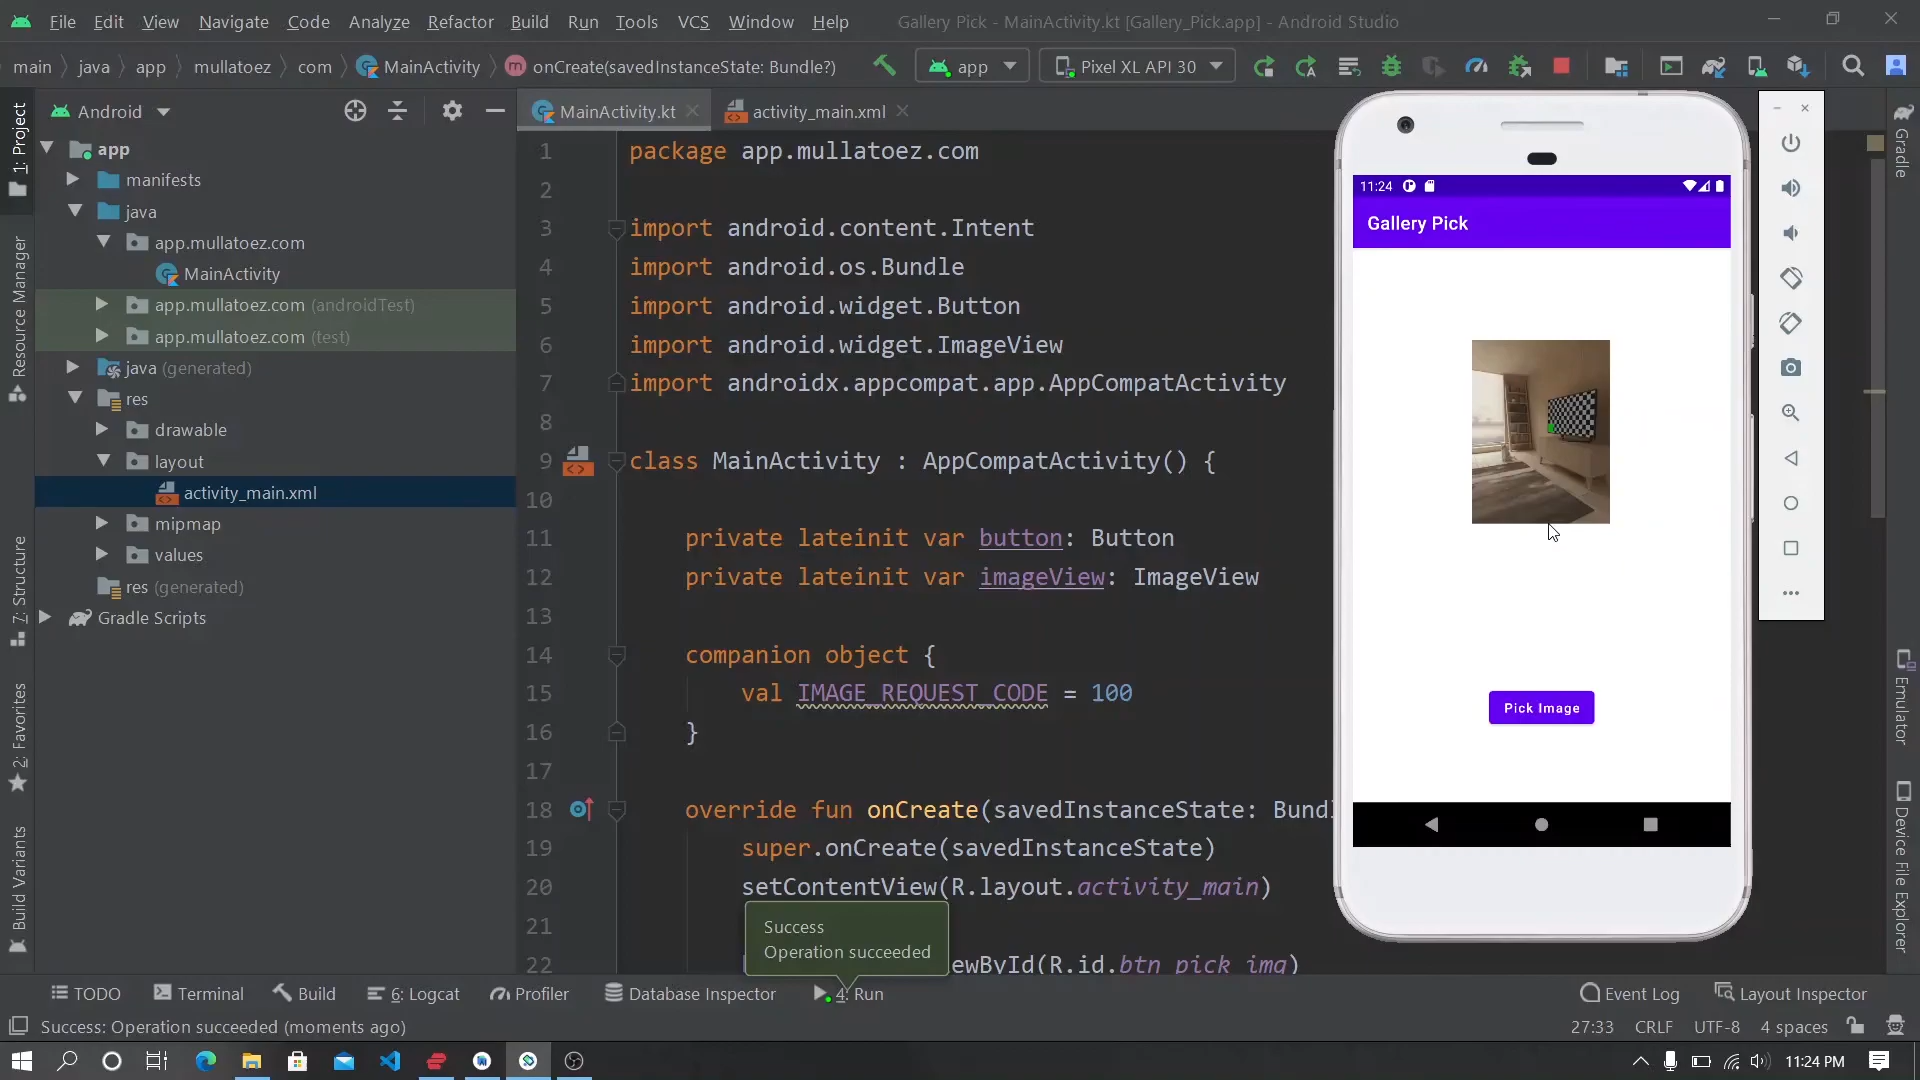 File Edit View Navigate Code Analyze Refactor Build Run Tools VCS Window Help Gallery Pick - MainActivity.kt [Gallery_Pick.app] - Android Studio
main java app mullatoez com MainActivity onCreate(savedInstanceState: Bundle?) app Pixel XL API 30
Android
MainActivity.kt
activity_main.xml
1: Project
Resource Manager
7: Structure
2: Favorites
Build Variants
app
manifests
java
app.mullatoez.com
MainActivity
app.mullatoez.com (androidTest)
app.mullatoez.com (test)
java (generated)
res
drawable
layout
activity_main.xml
mipmap
values
res (generated)
Gradle Scripts
1 package app.mullatoez.com
2
3 import android.content.Intent
4 import android.os.Bundle
5 import android.widget.Button
6 import android.widget.ImageView
7 import androidx.appcompat.app.AppCompatActivity
8
9 class MainActivity : AppCompatActivity() {
10
11 private lateinit var button: Button
12 private lateinit var imageView: ImageView
13
14 companion object {
15 val IMAGE_REQUEST_CODE = 100
16 }
17
18 override fun onCreate(savedInstanceState: Bundl
19 super.onCreate(savedInstanceState)
20 setContentView(R.layout.activity_main)
21
22 ewById(R.id.btn_pick_img)
Success
Operation succeeded
11:24
Gallery Pick
Pick Image
Gradle
Emulator
Device File Explorer
TODO Terminal Build 6: Logcat Profiler Database Inspector 4: Run Event Log Layout Inspector
Success: Operation succeeded (moments ago) 27:33 CRLF UTF-8 4 spaces
11:24 PM